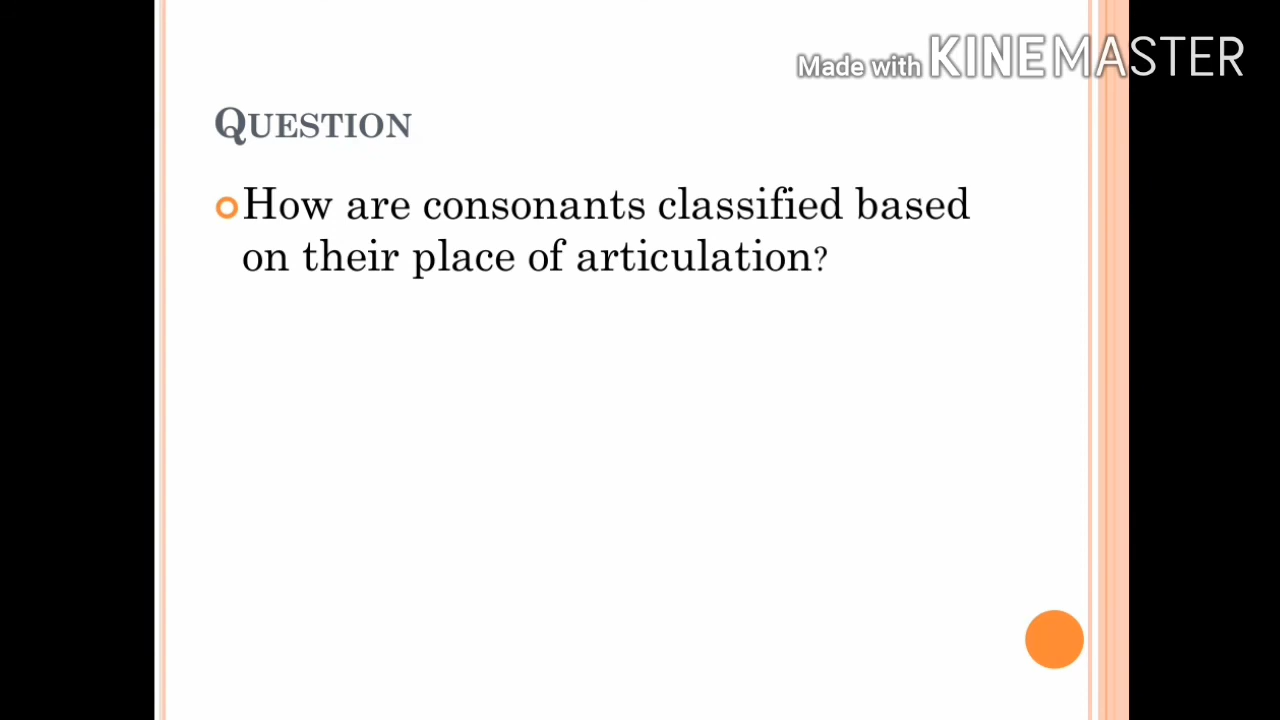 Made with KINEMASTER
QUESTION
How are consonants classified based
on their place of articulation?